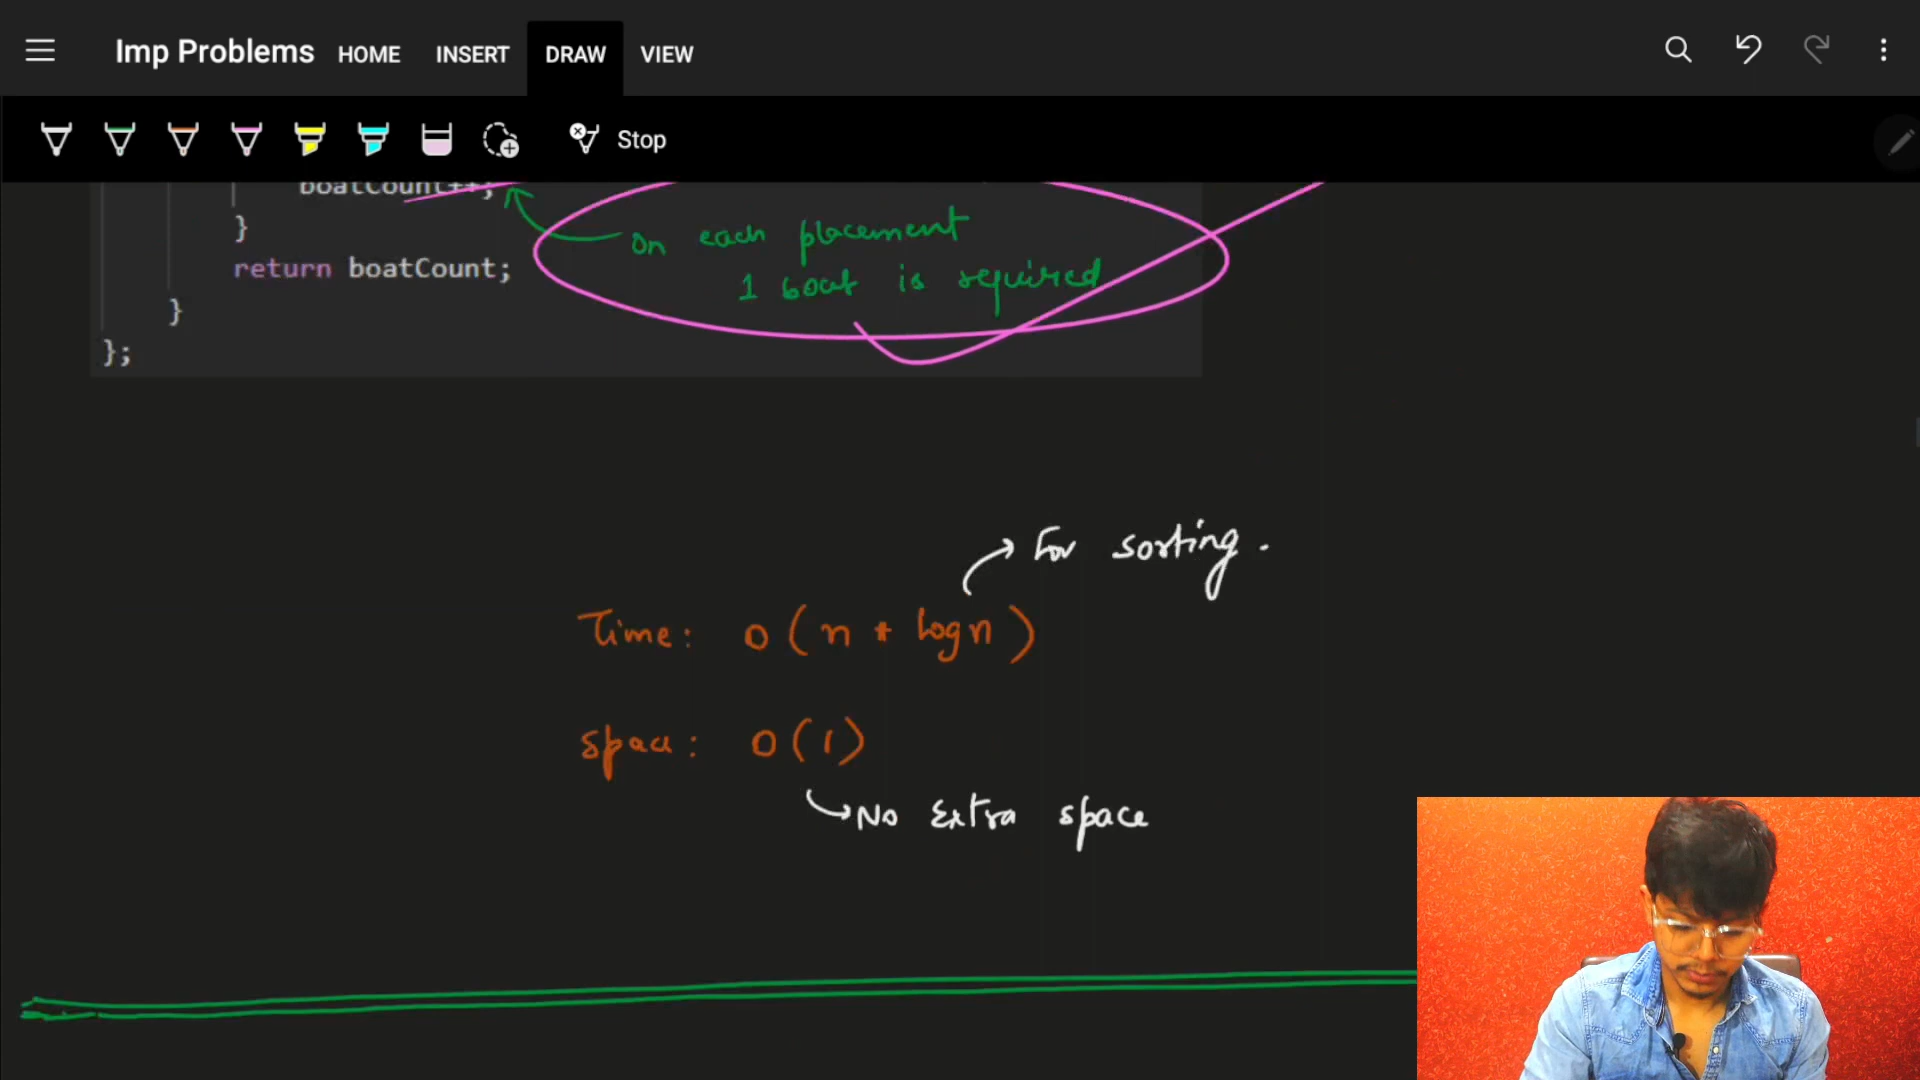 Imp Problems HOME INSERT DRAW VIEW
Stop
boatCount++;
}
return boatCount;
}
};
On each placement
1 boat is required
For sorting.
Time: O(n * logn)
Space: O(1)
No Extra space